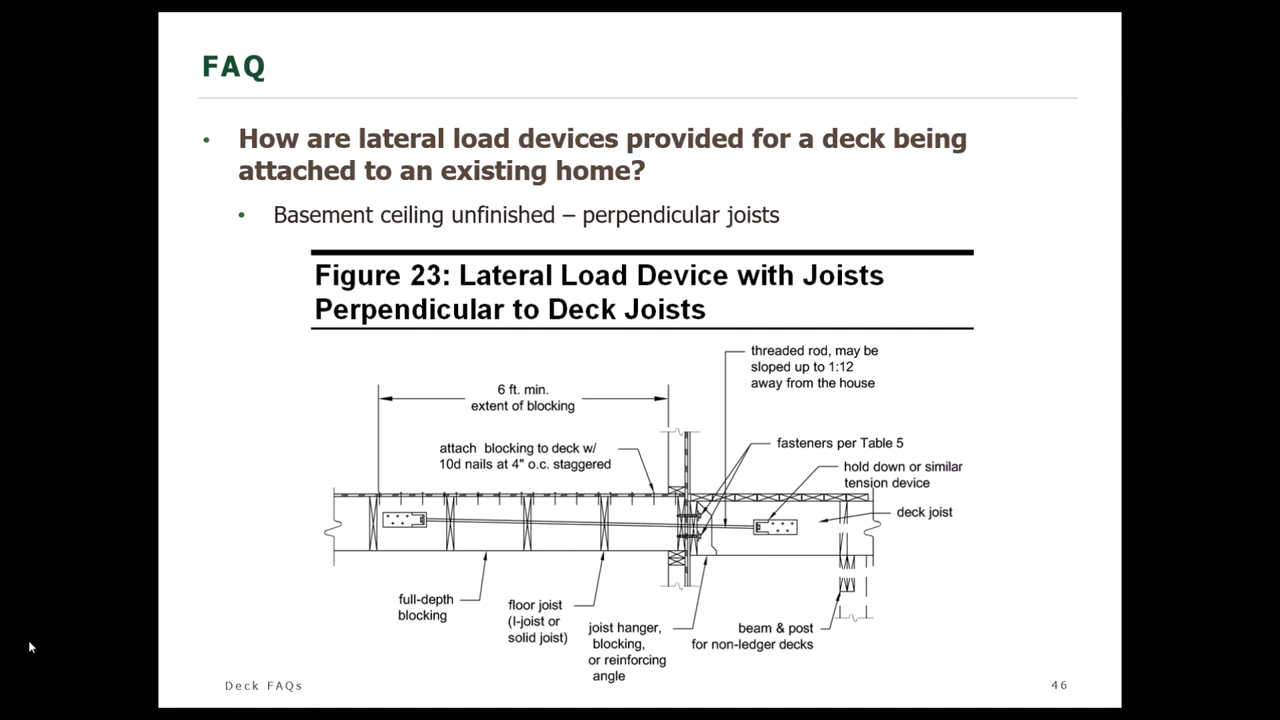 FAQ
• How are lateral load devices provided for a deck being
attached to an existing home?
• Basement ceiling unfinished – perpendicular joists
Figure 23: Lateral Load Device with Joists
Perpendicular to Deck Joists
threaded rod, may be
sloped up to 1:12
away from the house
6 ft. min.
extent of blocking
attach blocking to deck w/
10d nails at 4" o.c. staggered
fasteners per Table 5
hold down or similar
tension device
deck joist
full-depth
blocking
floor joist
(I-joist or
solid joist)
joist hanger,
blocking,
or reinforcing
angle
beam & post
for non-ledger decks
Deck FAQs
46